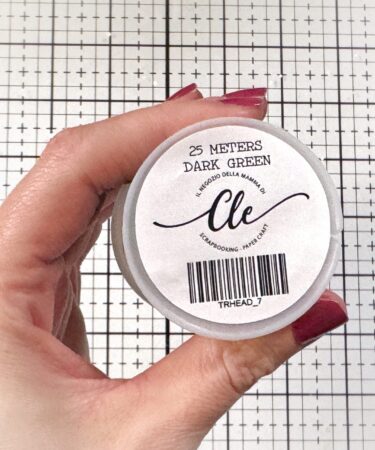 25 METERS
DARK GREEN
IL NEGOZIO DELLA MAMMA DI
Cle
SCRAPBOOKING - PAPER CRAFT
TRHEAD_7